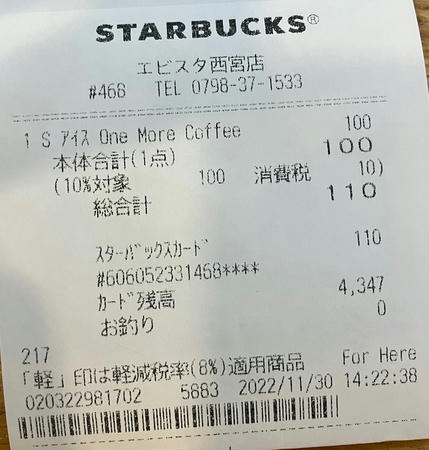 STARBUCKS®
エビスタ西宮店
#468 TEL 0798-37-1533
1 S アイス One More Coffee 100
本体合計(1点) 100
(10%対象 100 消費税 10)
総合計 110
スターバックスカード 110
#606052331468****
カード残高 4,347
お釣り 0
217
「軽」印は軽減税率(8%)適用商品 For Here
020322981702 5883 2022/11/30 14:22:38